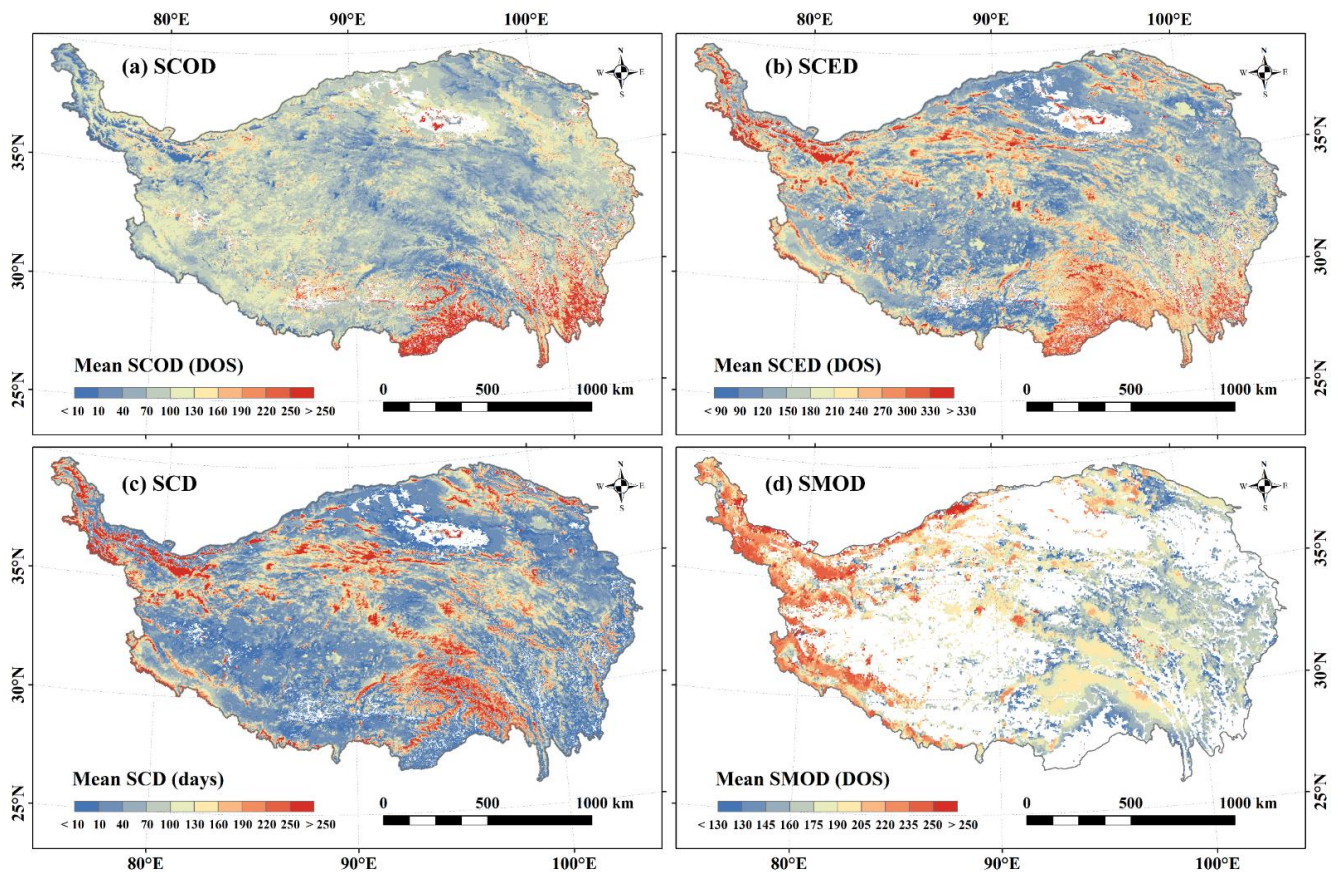 80°E 90°E 100°E 80°E 90°E 100°E
(a) SCOD
N
W E
S
35°N
30°N
25°N
Mean SCOD (DOS)
< 10 10 40 70 100 130 160 190 220 250 > 250
0 500 1000 km
(b) SCED
N
W E
S
35°N
30°N
25°N
Mean SCED (DOS)
< 90 90 120 150 180 210 240 270 300 330 > 330
0 500 1000 km
(c) SCD
N
W E
S
35°N
30°N
25°N
Mean SCD (days)
< 10 10 40 70 100 130 160 190 220 250 > 250
0 500 1000 km
(d) SMOD
N
W E
S
35°N
30°N
25°N
Mean SMOD (DOS)
< 130 130 145 160 175 190 205 220 235 250 > 250
0 500 1000 km
80°E 90°E 100°E 80°E 90°E 100°E